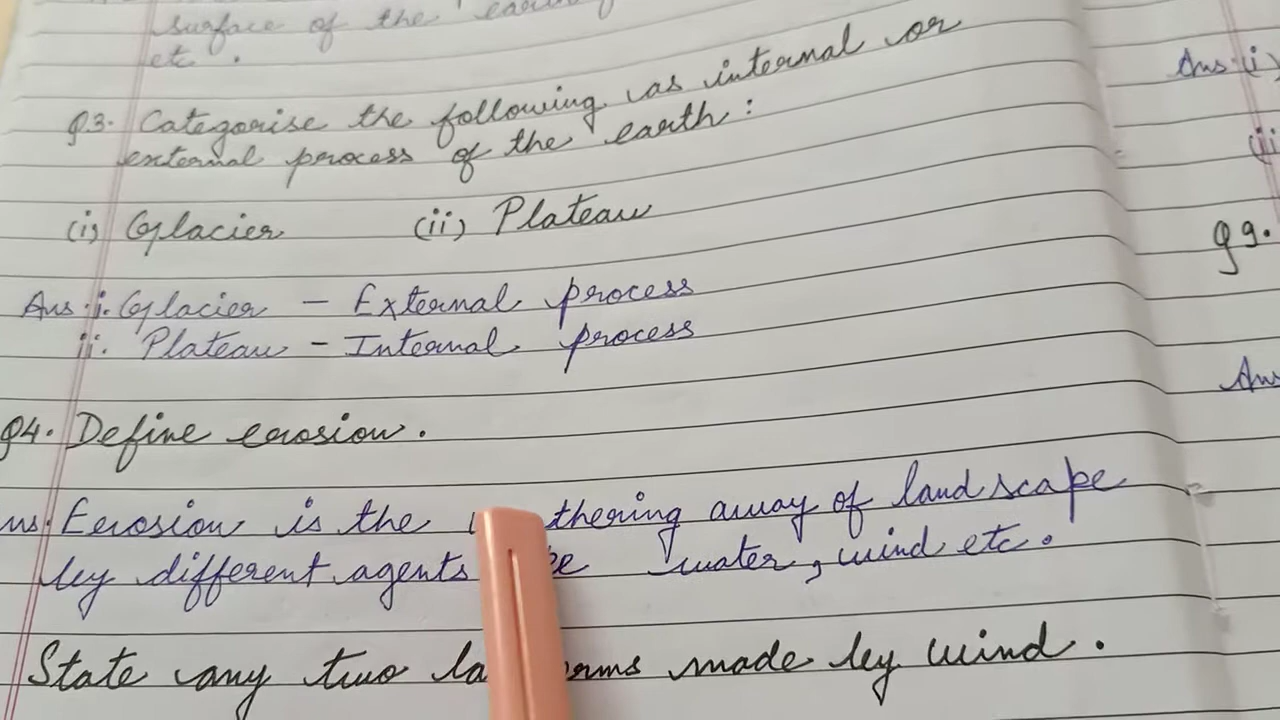 surface of the
etc.
Q3. Categorise the following as internal or
external process of the earth:
(i) Glacier (ii) Plateau
Ans. i. Glacier - External process
ii. Plateau - Internal process
Q4. Define erosion.
Erosion is the thering away of landscape
by different agents water, wind etc.
State any two made by wind.
Ans. (i)
(ii
Q9.
Ans